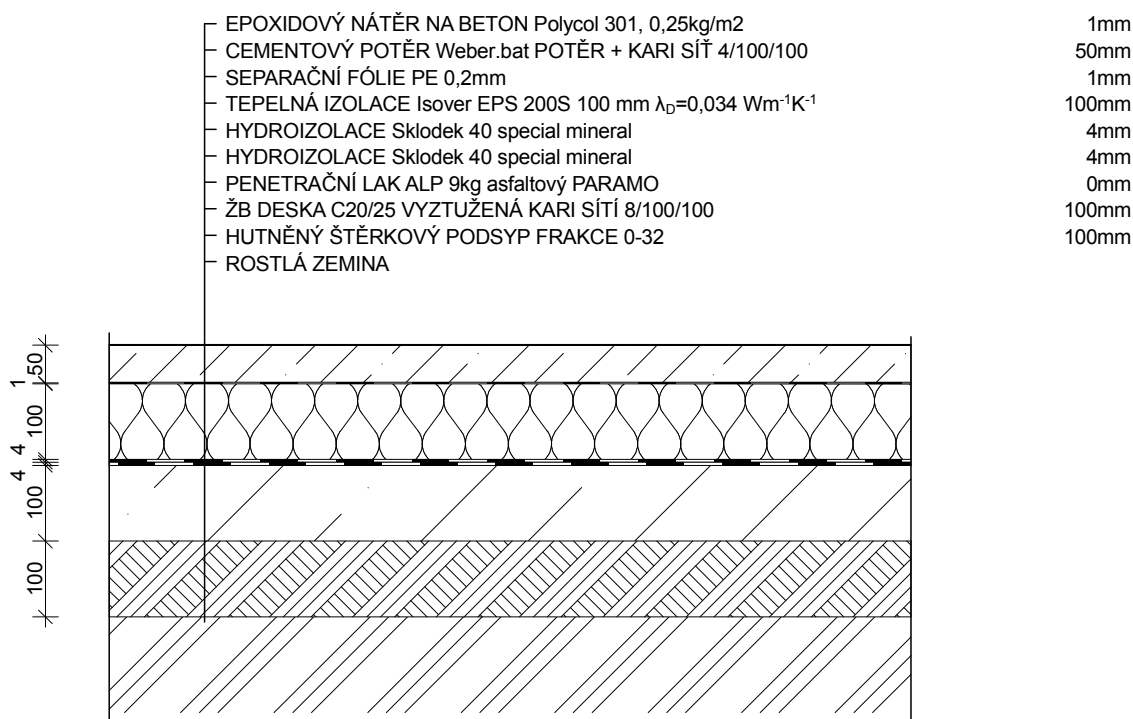 EPOXIDOVÝ NÁTĚR NA BETON Polycol 301, 0,25kg/m2 1mm
CEMENTOVÝ POTĚR Weber.bat POTĚR + KARI SÍŤ 4/100/100 50mm
SEPARAČNÍ FÓLIE PE 0,2mm 1mm
TEPELNÁ IZOLACE Isover EPS 200S 100 mm λD=0,034 Wm⁻¹K⁻¹ 100mm
HYDROIZOLACE Sklodek 40 special mineral 4mm
HYDROIZOLACE Sklodek 40 special mineral 4mm
PENETRAČNÍ LAK ALP 9kg asfaltový PARAMO 0mm
ŽB DESKA C20/25 VYZTUŽENÁ KARI SÍTÍ 8/100/100 100mm
HUTNĚNÝ ŠTĚRKOVÝ PODSYP FRAKCE 0-32 100mm
ROSTLÁ ZEMINA
50
1
100
4
4
100
100